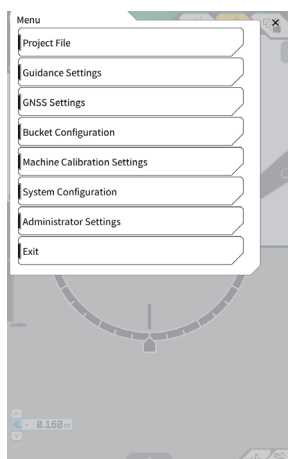 Menu
Project File
Guidance Settings
GNSS Settings
Bucket Configuration
Machine Calibration Settings
System Configuration
Administrator Settings
Exit
- 0.160 m